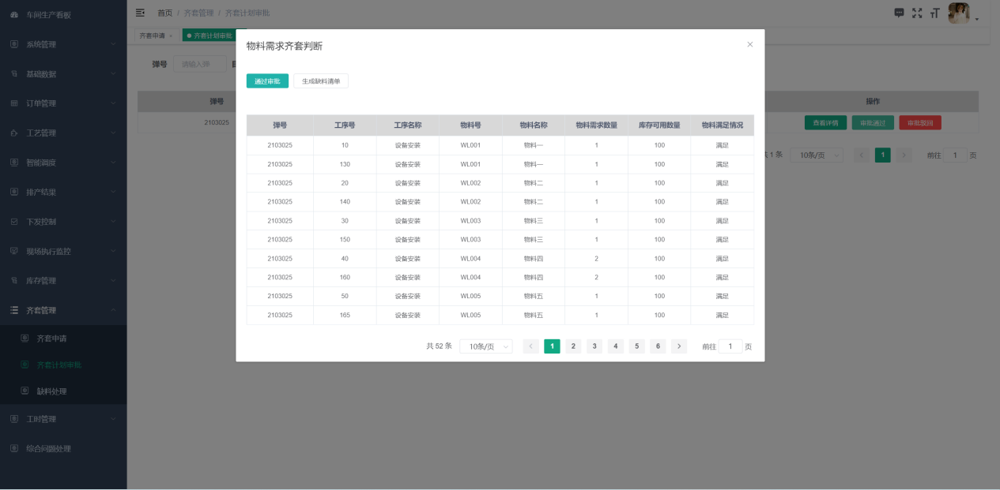 车间生产看板
系统管理
基础数据
订单管理
工艺管理
智能调度
排产结果
下发控制
现场执行监控
库存管理
齐套管理
齐套申请
齐套计划审批
缺料处理
工时管理
综合问题处理
首页 / 齐套管理 / 齐套计划审批
齐套申请 ×
齐套计划审批
弹号 请输入弹
弹号 操作
2103025 查看详情 审批通过 审批驳回
共 1 条 10条/页 1 前往 1 页
物料需求齐套判断
通过审批 生成缺料清单
弹号 工序号 工序名称 物料号 物料名称 物料需求数量 库存可用数量 物料满足情况
2103025 10 设备安装 WL001 物料一 1 100 满足
2103025 130 设备安装 WL001 物料一 1 100 满足
2103025 20 设备安装 WL002 物料二 1 100 满足
2103025 140 设备安装 WL002 物料二 1 100 满足
2103025 30 设备安装 WL003 物料三 1 100 满足
2103025 150 设备安装 WL003 物料三 1 100 满足
2103025 40 设备安装 WL004 物料四 2 100 满足
2103025 160 设备安装 WL004 物料四 2 100 满足
2103025 50 设备安装 WL005 物料五 1 100 满足
2103025 165 设备安装 WL005 物料五 1 100 满足
共 52 条 10条/页 1 2 3 4 5 6 前往 1 页